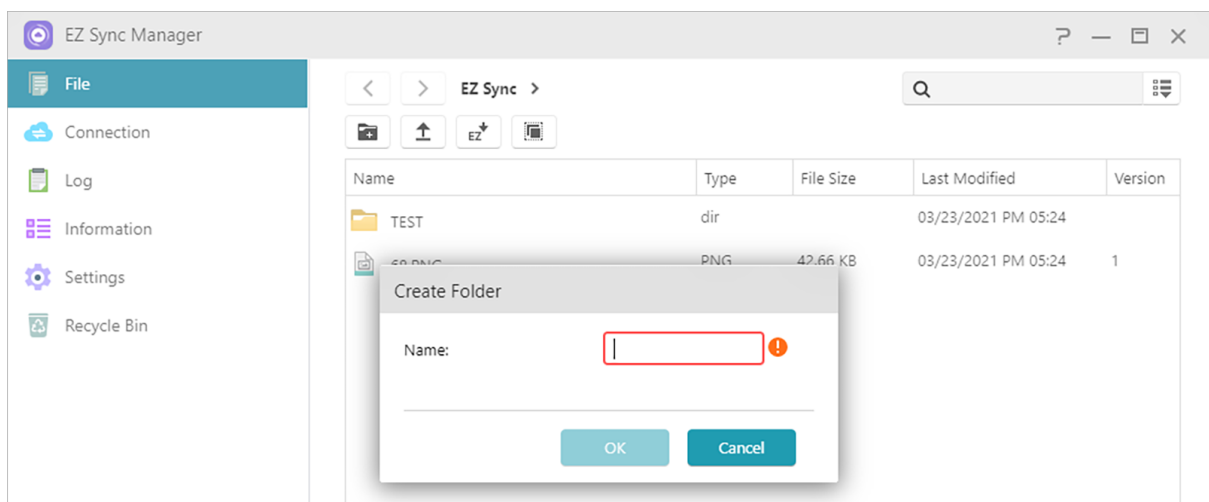 EZ Sync Manager
File
Connection
Log
Information
Settings
Recycle Bin
EZ Sync >
EZ
Name Type File Size Last Modified Version
TEST dir 03/23/2021 PM 05:24
PNG 42.66 KB 03/23/2021 PM 05:24 1
Create Folder
Name:
OK Cancel